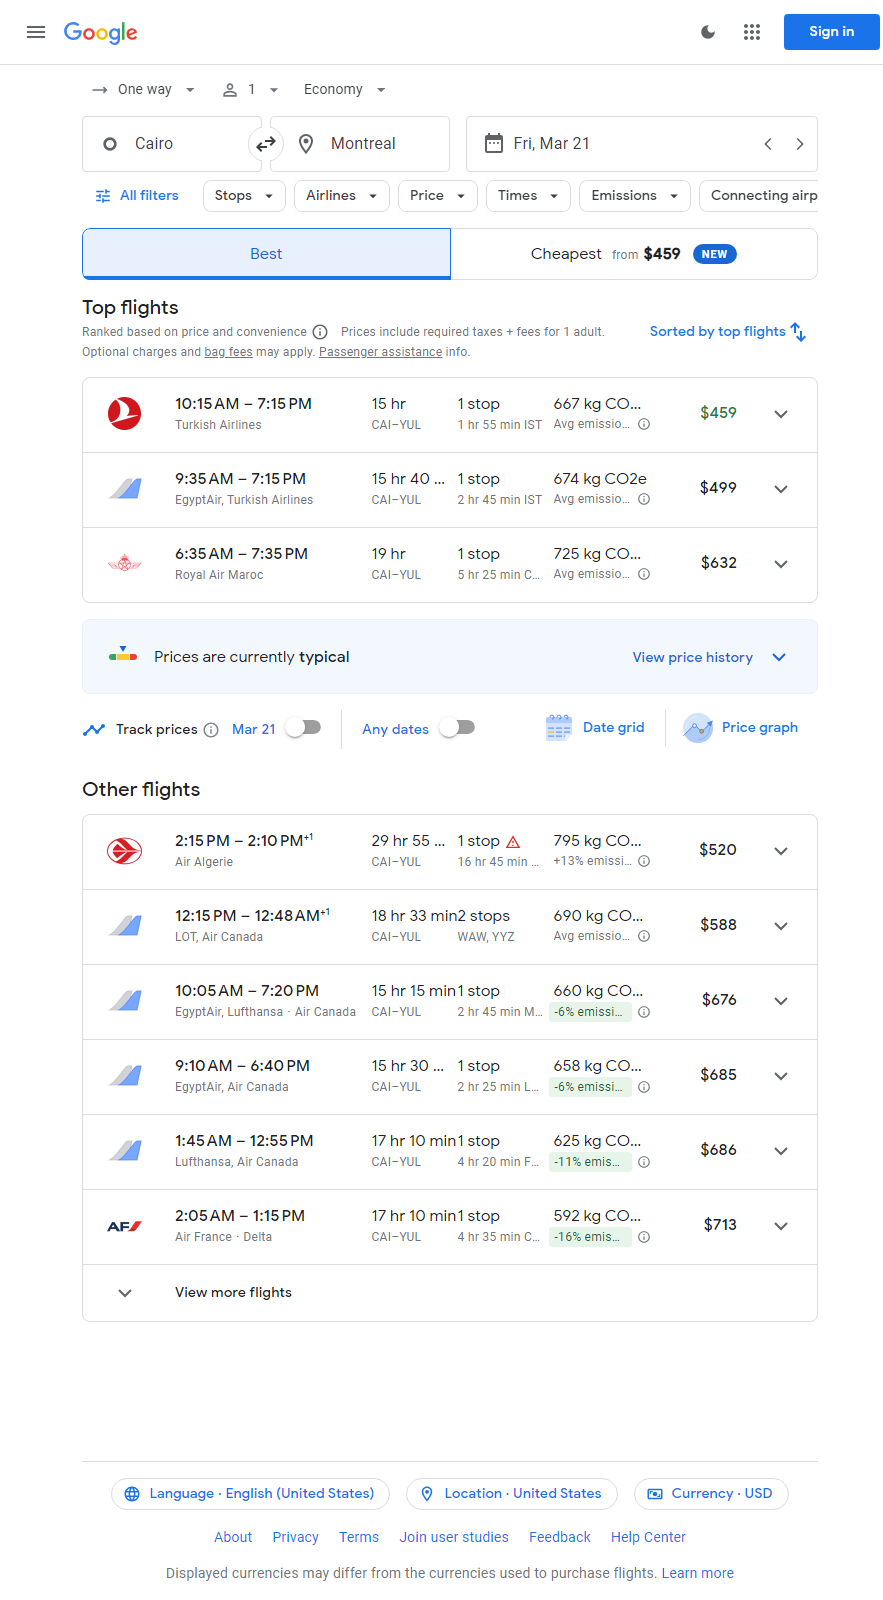 Google
Sign in
One way 1 Economy
Cairo Montreal Fri, Mar 21
All filters Stops Airlines Price Times Emissions Connecting airp
Best Cheapest from $459 NEW
Top flights
Ranked based on price and convenience Prices include required taxes + fees for 1 adult.
Optional charges and bag fees may apply. Passenger assistance info.
Sorted by top flights
10:15 AM – 7:15 PM 15 hr 1 stop 667 kg CO... $459
Turkish Airlines CAI–YUL 1 hr 55 min IST Avg emissio...
9:35 AM – 7:15 PM 15 hr 40 ... 1 stop 674 kg CO2e $499
EgyptAir, Turkish Airlines CAI–YUL 2 hr 45 min IST Avg emissio...
6:35 AM – 7:35 PM 19 hr 1 stop 725 kg CO... $632
Royal Air Maroc CAI–YUL 5 hr 25 min C... Avg emissio...
Prices are currently typical View price history
Track prices Mar 21 Any dates Date grid Price graph
Other flights
2:15 PM – 2:10 PM+1 29 hr 55 ... 1 stop 795 kg CO... $520
Air Algerie CAI–YUL 16 hr 45 min ... +13% emissi...
12:15 PM – 12:48 AM+1 18 hr 33 min 2 stops 690 kg CO... $588
LOT, Air Canada CAI–YUL WAW, YYZ Avg emissio...
10:05 AM – 7:20 PM 15 hr 15 min 1 stop 660 kg CO... $676
EgyptAir, Lufthansa · Air Canada CAI–YUL 2 hr 45 min M... -6% emissi...
9:10 AM – 6:40 PM 15 hr 30 ... 1 stop 658 kg CO... $685
EgyptAir, Air Canada CAI–YUL 2 hr 25 min L... -6% emissi...
1:45 AM – 12:55 PM 17 hr 10 min 1 stop 625 kg CO... $686
Lufthansa, Air Canada CAI–YUL 4 hr 20 min F... -11% emis...
AF 2:05 AM – 1:15 PM 17 hr 10 min 1 stop 592 kg CO... $713
Air France · Delta CAI–YUL 4 hr 35 min C... -16% emis...
View more flights
Language · English (United States) Location · United States Currency · USD
About Privacy Terms Join user studies Feedback Help Center
Displayed currencies may differ from the currencies used to purchase flights. Learn more